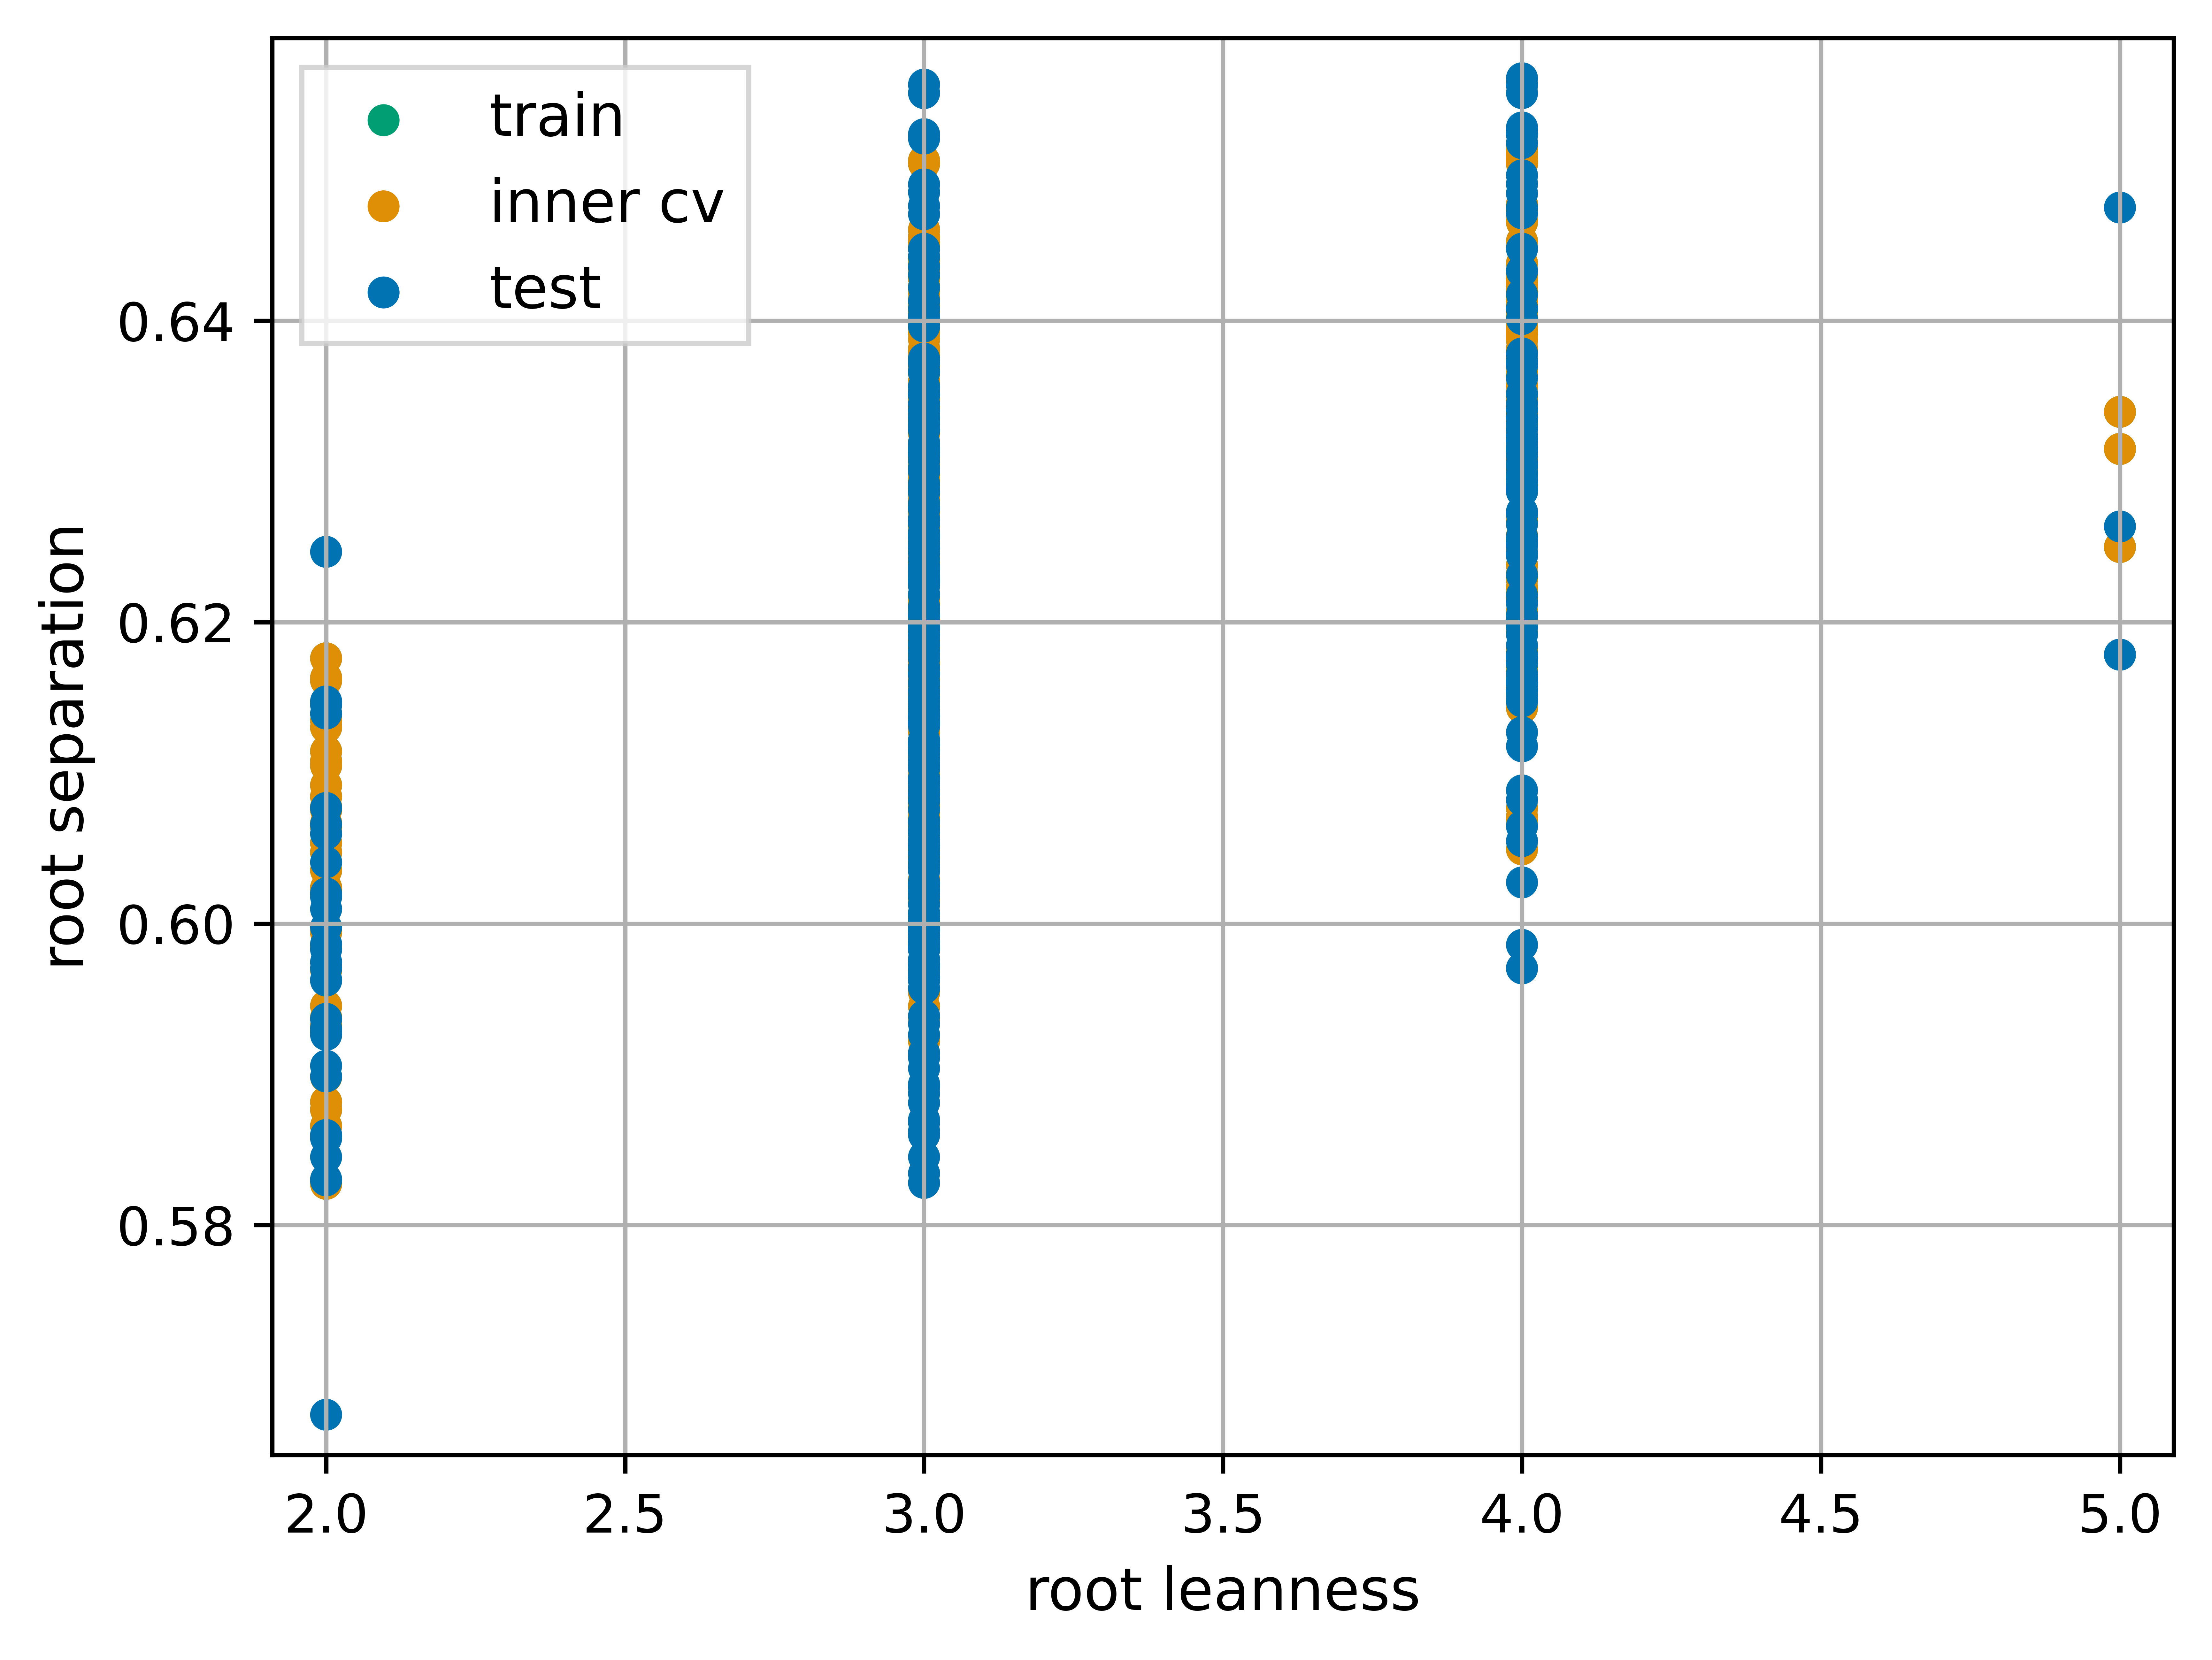 train
inner cv
test
0.64
0.62
0.60
0.58
root separation
2.0 2.5 3.0 3.5 4.0 4.5 5.0
root leanness